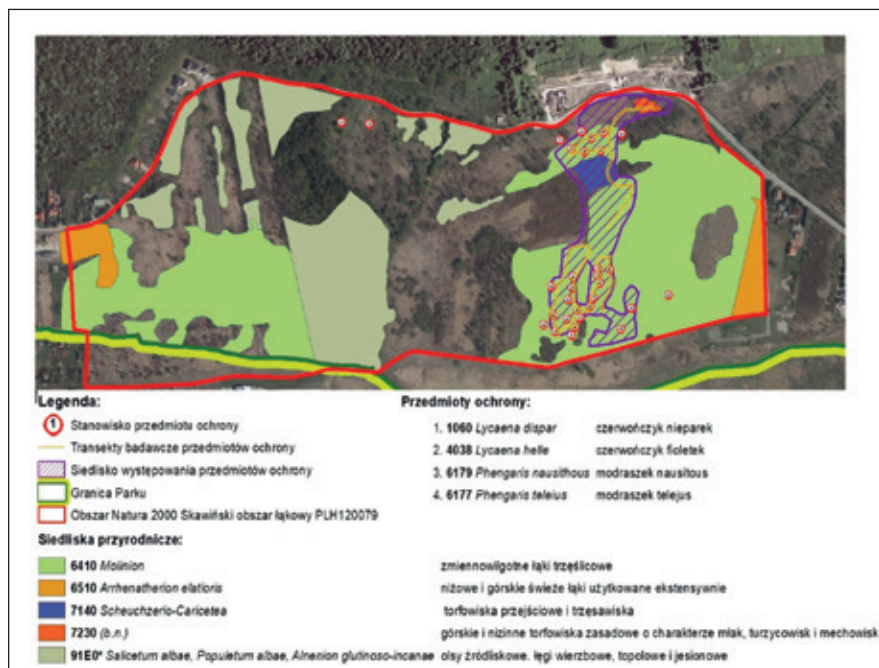 Legenda:
1 Stanowisko przedmiotu ochrony
Transekty badawcze przedmiotów ochrony
Siedlisko występowania przedmiotów ochrony
Granica Parku
Obszar Natura 2000 Skawiński obszar łąkowy PLH120079
Przedmioty ochrony:
1. 1060 Lycaena dispar czerwończyk nieparek
2. 4038 Lycaena helle czerwończyk fioletek
3. 6179 Phengaris nausithous modraszek nausitous
4. 6177 Phengaris teleius modraszek telejus
Siedliska przyrodnicze:
6410 Molinion zmiennowilgotne łąki trzęślicowe
6510 Arrhenatherion elatioris niżowe i górskie świeże łąki użytkowane ekstensywnie
7140 Scheuchzerio-Caricetea torfowiska przejściowe i trzęsawiska
7230 (b.n.) górskie i nizinne torfowiska zasadowe o charakterze młak, turzycowisk i mechowisk
91E0* Salicetum albae, Populetum albae, Alnenion glutinoso-incanae olsy źródliskowe. łęgi wierzbowe, topolowe i jesionowe